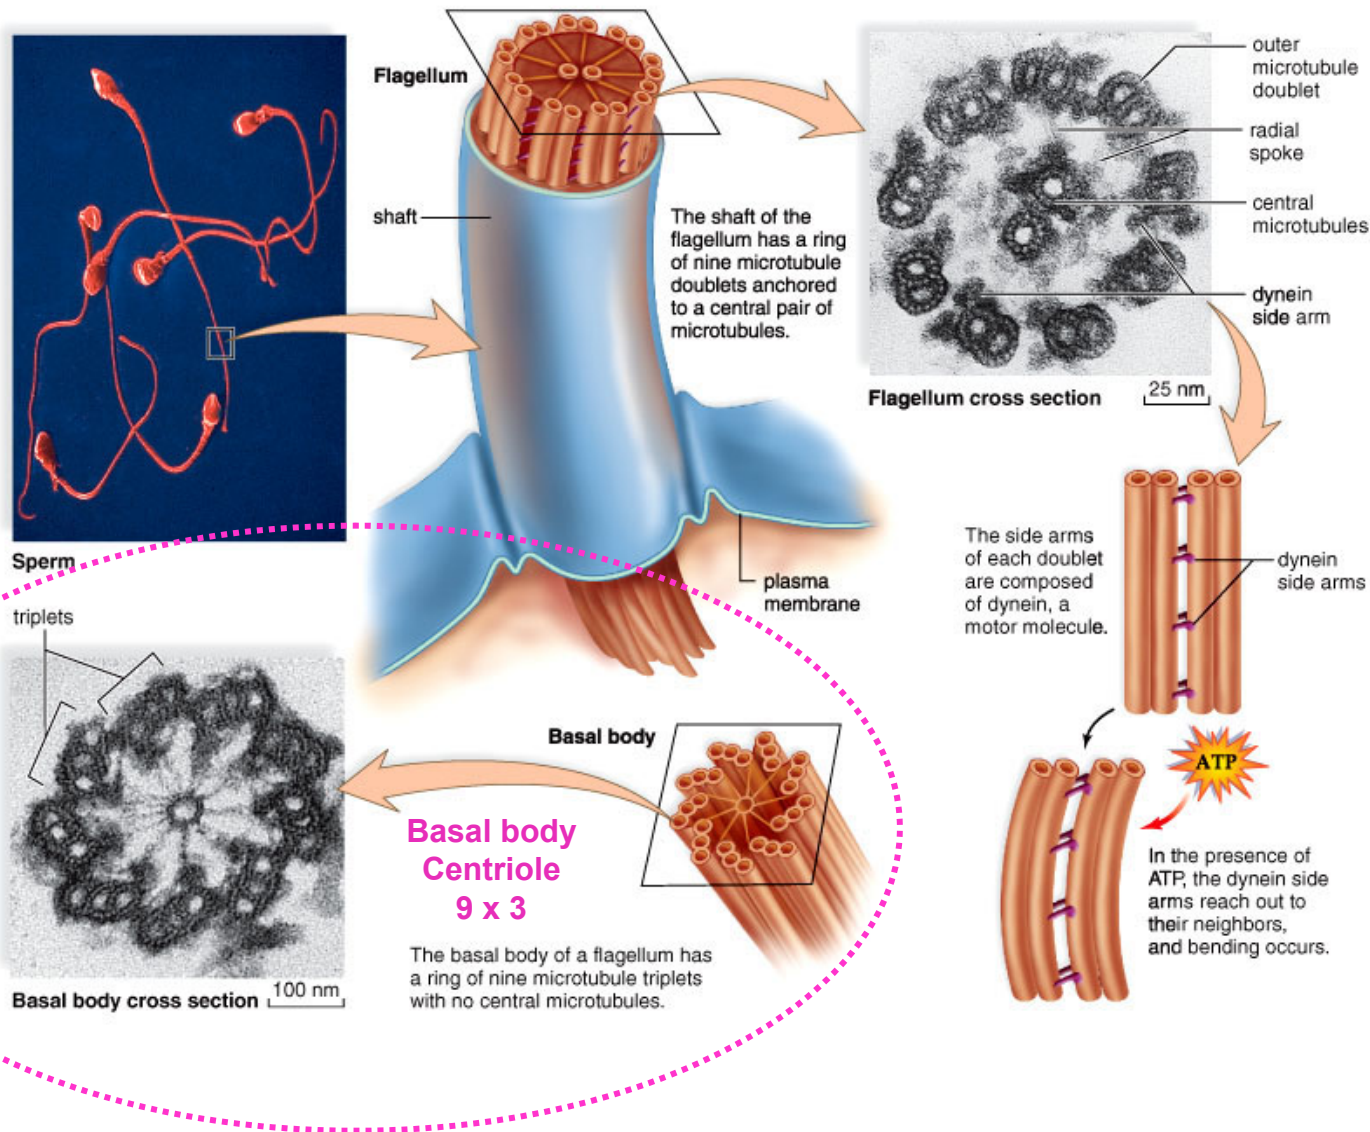 Flagellum
shaft
The shaft of the
flagellum has a ring
of nine microtubule
doublets anchored
to a central pair of
microtubules.
outer
microtubule
doublet
radial
spoke
central
microtubules
dynein
side arm
Flagellum cross section
25 nm
Sperm
plasma
membrane
The side arms
of each doublet
are composed
of dynein, a
motor molecule.
dynein
side arms
triplets
Basal body
ATP
Basal body
Centriole
9 x 3
In the presence of
ATP, the dynein side
arms reach out to
their neighbors,
and bending occurs.
The basal body of a flagellum has
a ring of nine microtubule triplets
with no central microtubules.
Basal body cross section
100 nm